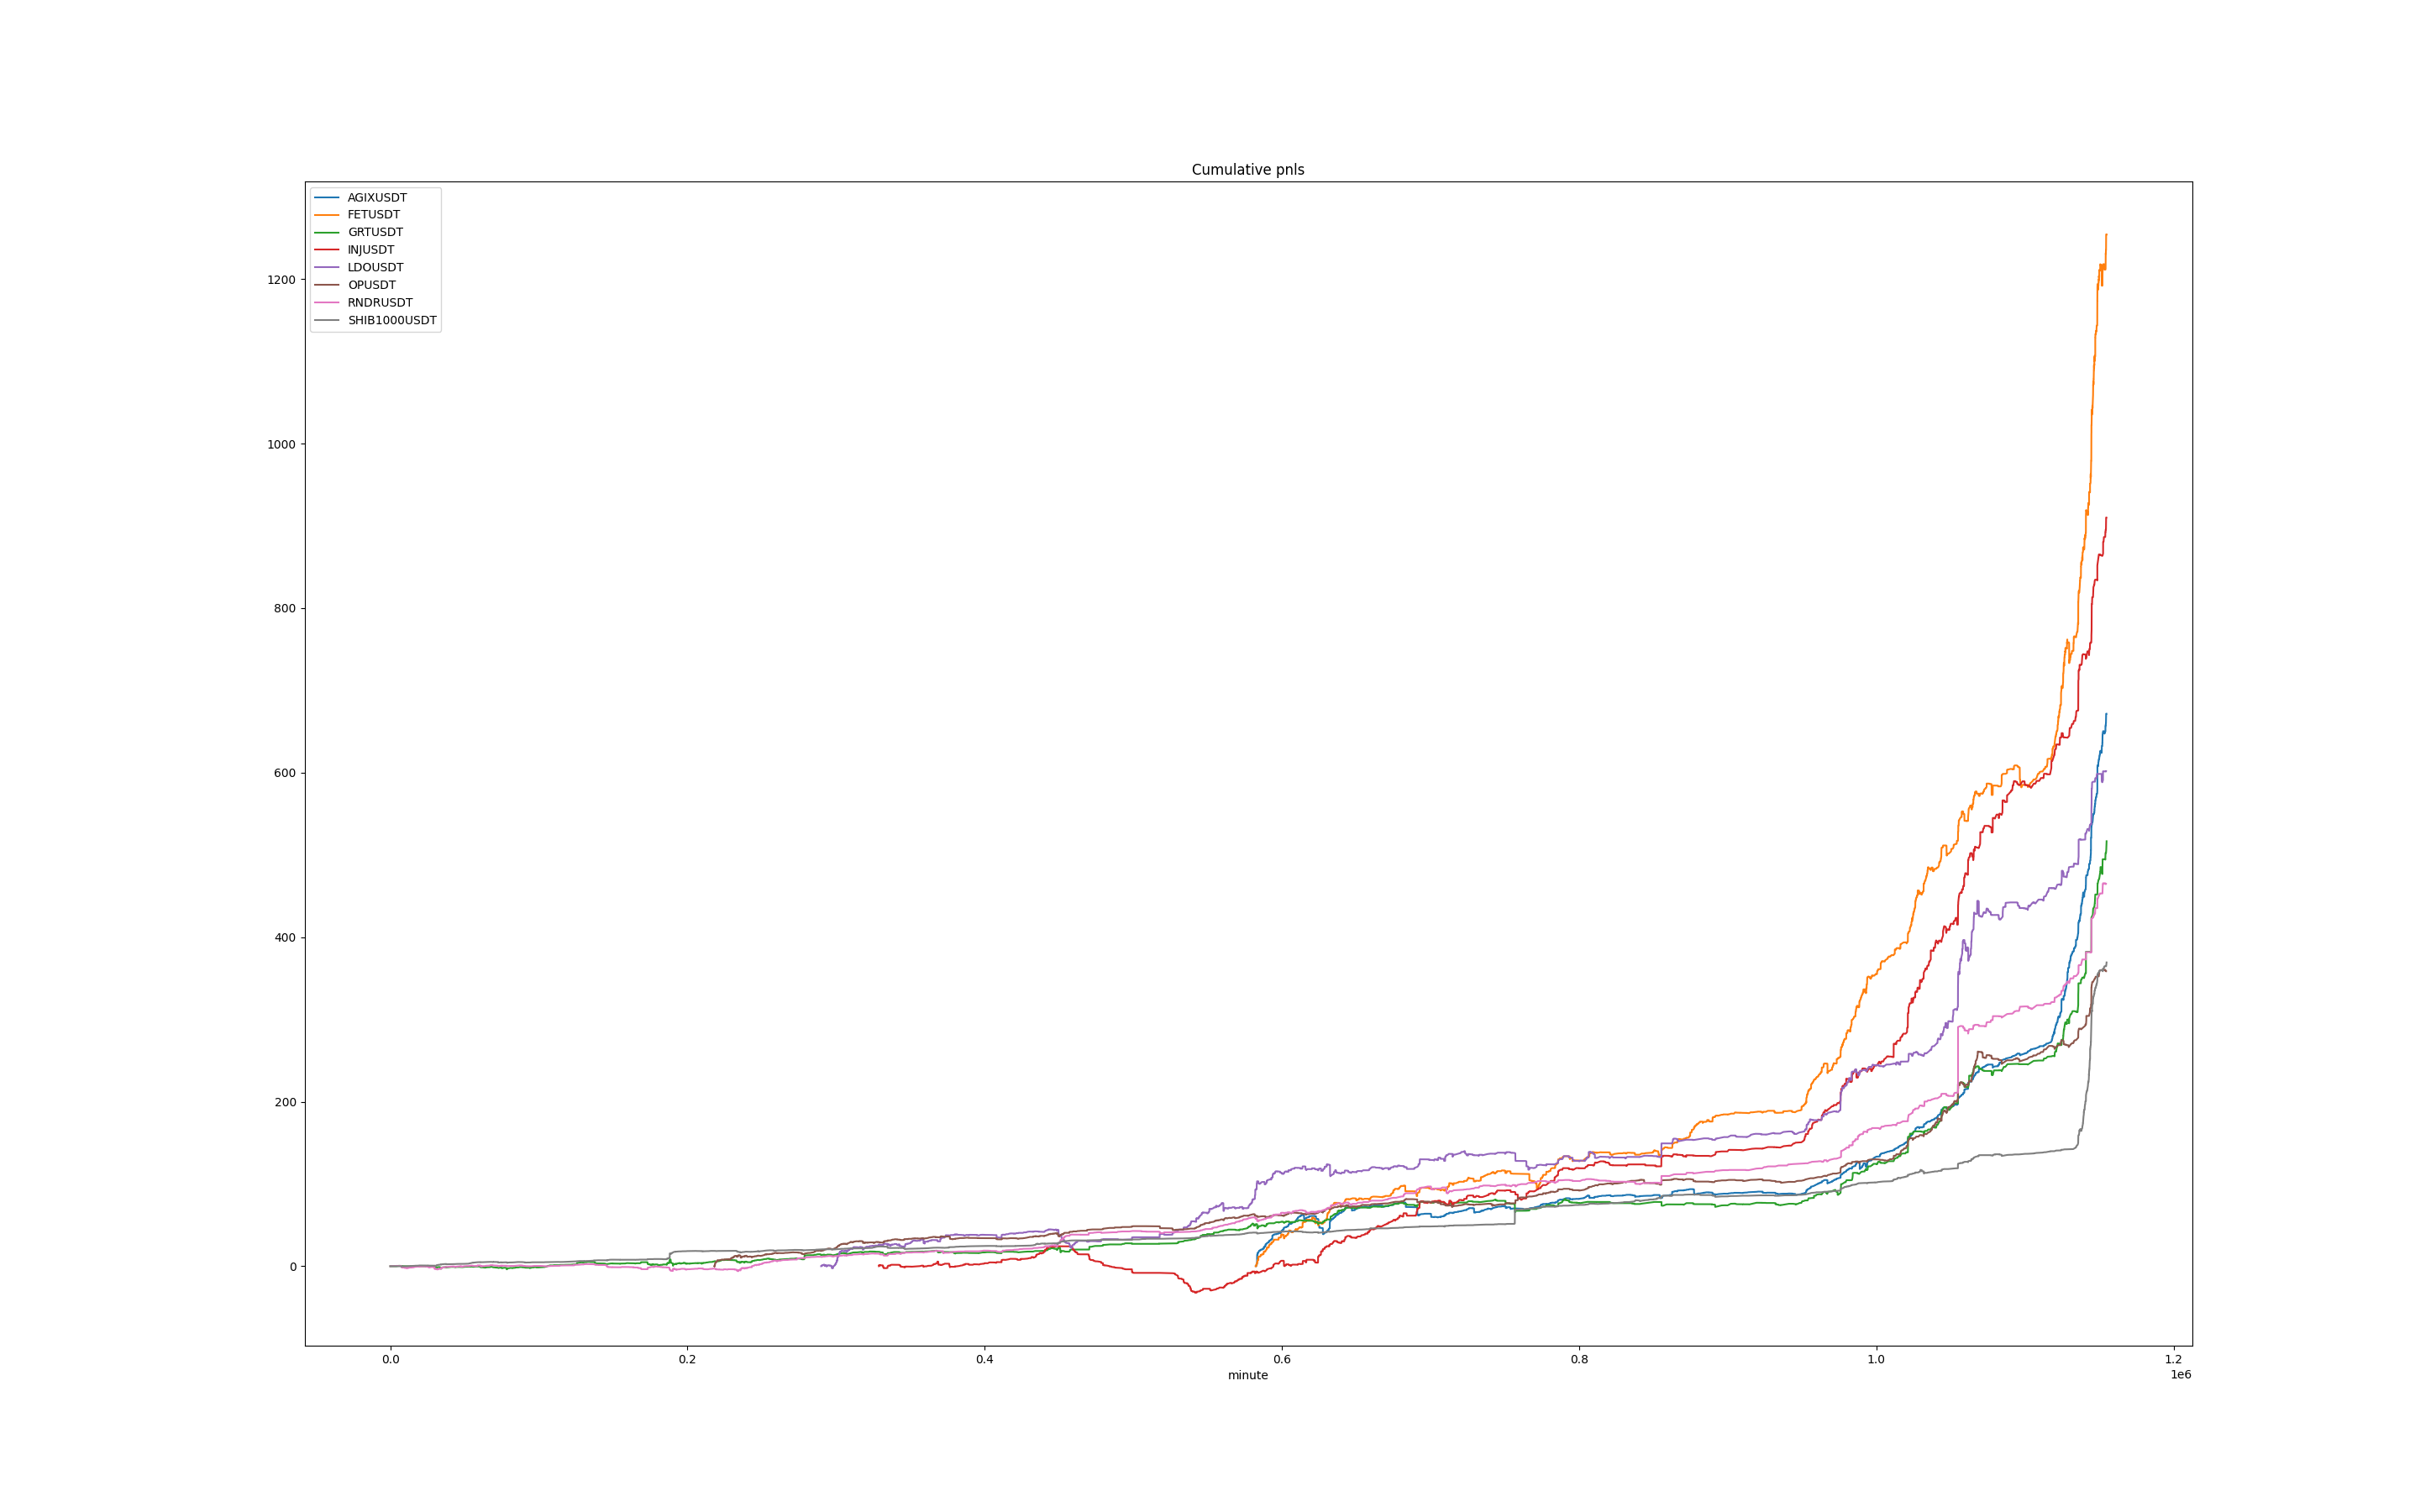 Cumulative pnls
AGIXUSDT
FETUSDT
GRTUSDT
INJUSDT
LDOUSDT
OPUSDT
RNDRUSDT
SHIB1000USDT
1200
1000
800
600
400
200
0
0.0 0.2 0.4 0.6 0.8 1.0 1.2
minute
1e6